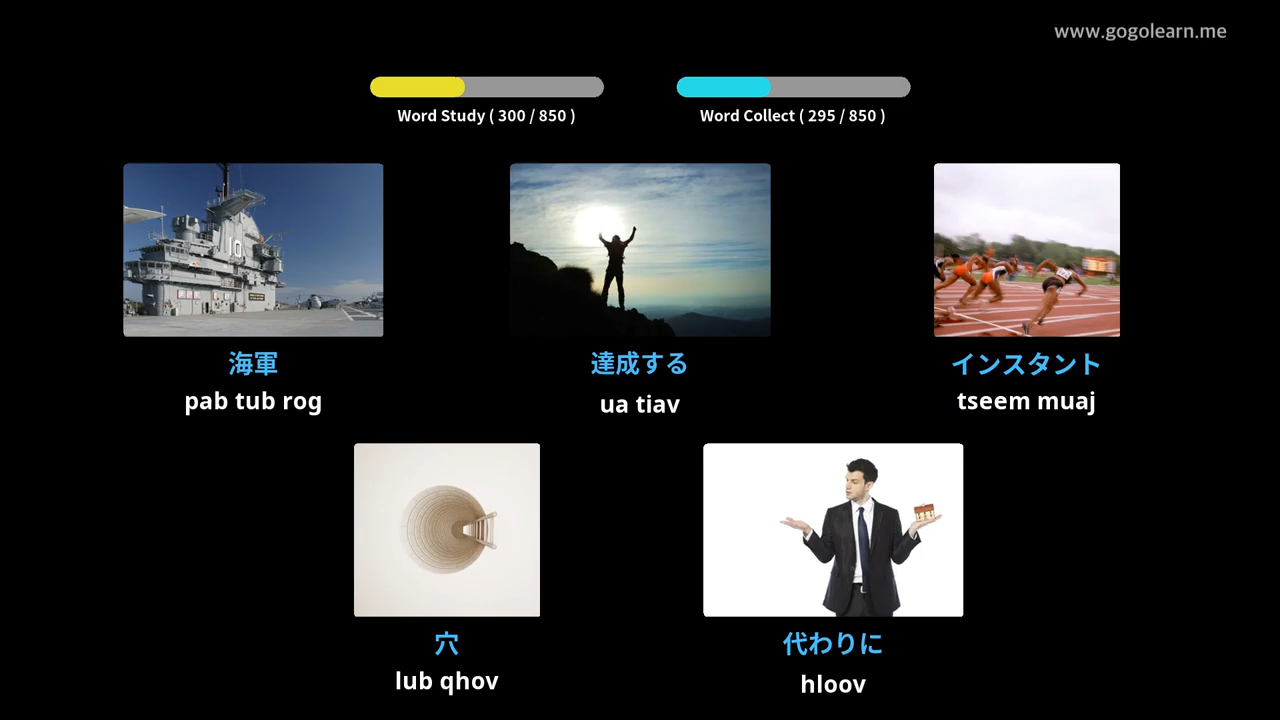 www.gogolearn.me
Word Study ( 300 / 850 )
Word Collect ( 295 / 850 )
海軍
達成する
インスタント
pab tub rog
ua tiav
tseem muaj
穴
代わりに
lub qhov
hloov